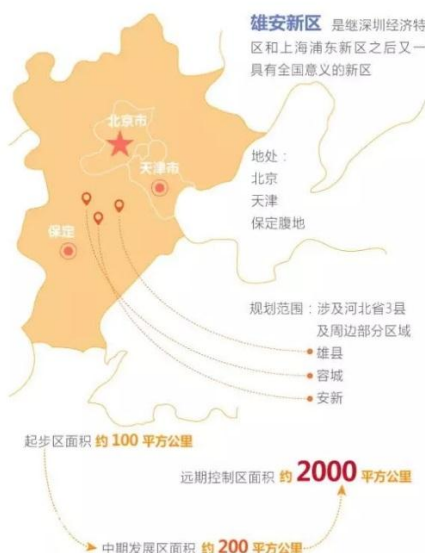 雄安新区 是继深圳经济特
区和上海浦东新区之后又一
具有全国意义的新区
北京市
天津市
保定
地处：
北京
天津
保定腹地
规划范围：涉及河北省3县
及周边部分区域
雄县
容城
安新
起步区面积 约 100 平方公里
远期控制区面积 约 2000 平方公里
中期发展区面积 约 200 平方公里